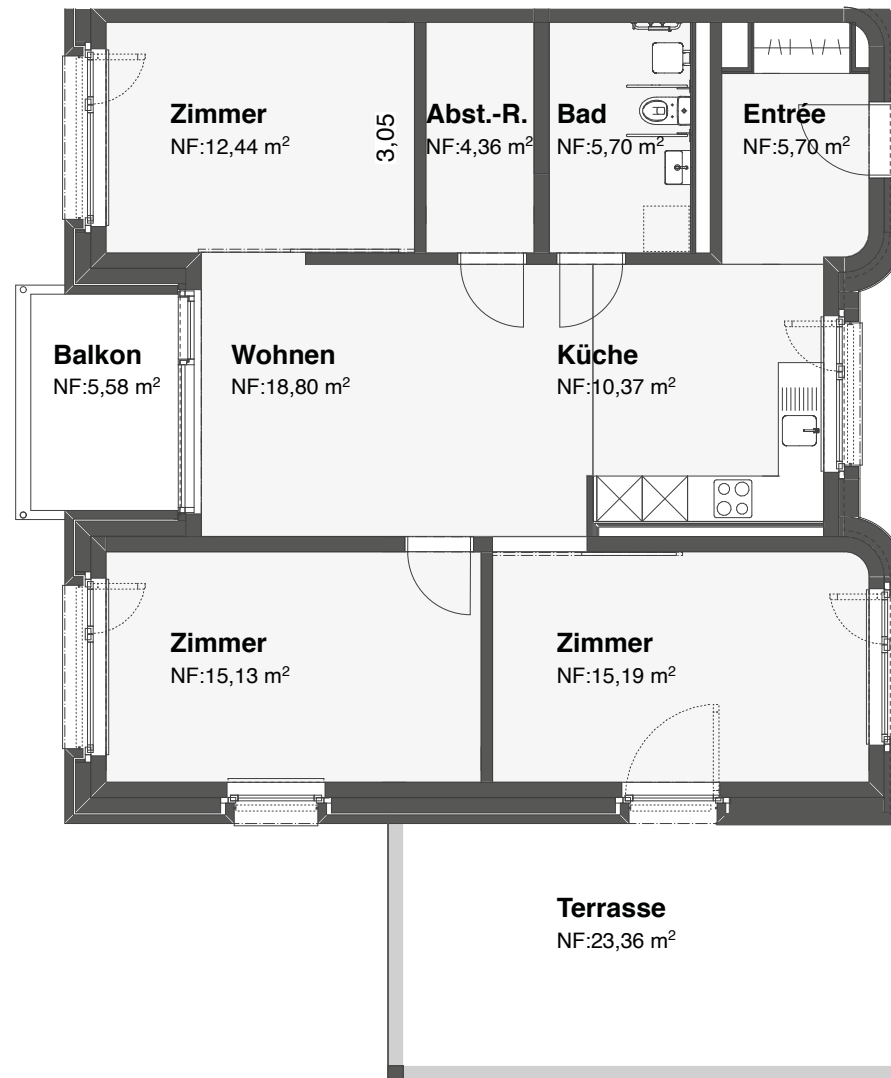 Zimmer
NF:12,44 m²
3,05
Abst.-R.
NF:4,36 m²
Bad
NF:5,70 m²
Entrée
NF:5,70 m²
Balkon
NF:5,58 m²
Wohnen
NF:18,80 m²
Küche
NF:10,37 m²
Zimmer
NF:15,13 m²
Zimmer
NF:15,19 m²
Terrasse
NF:23,36 m²